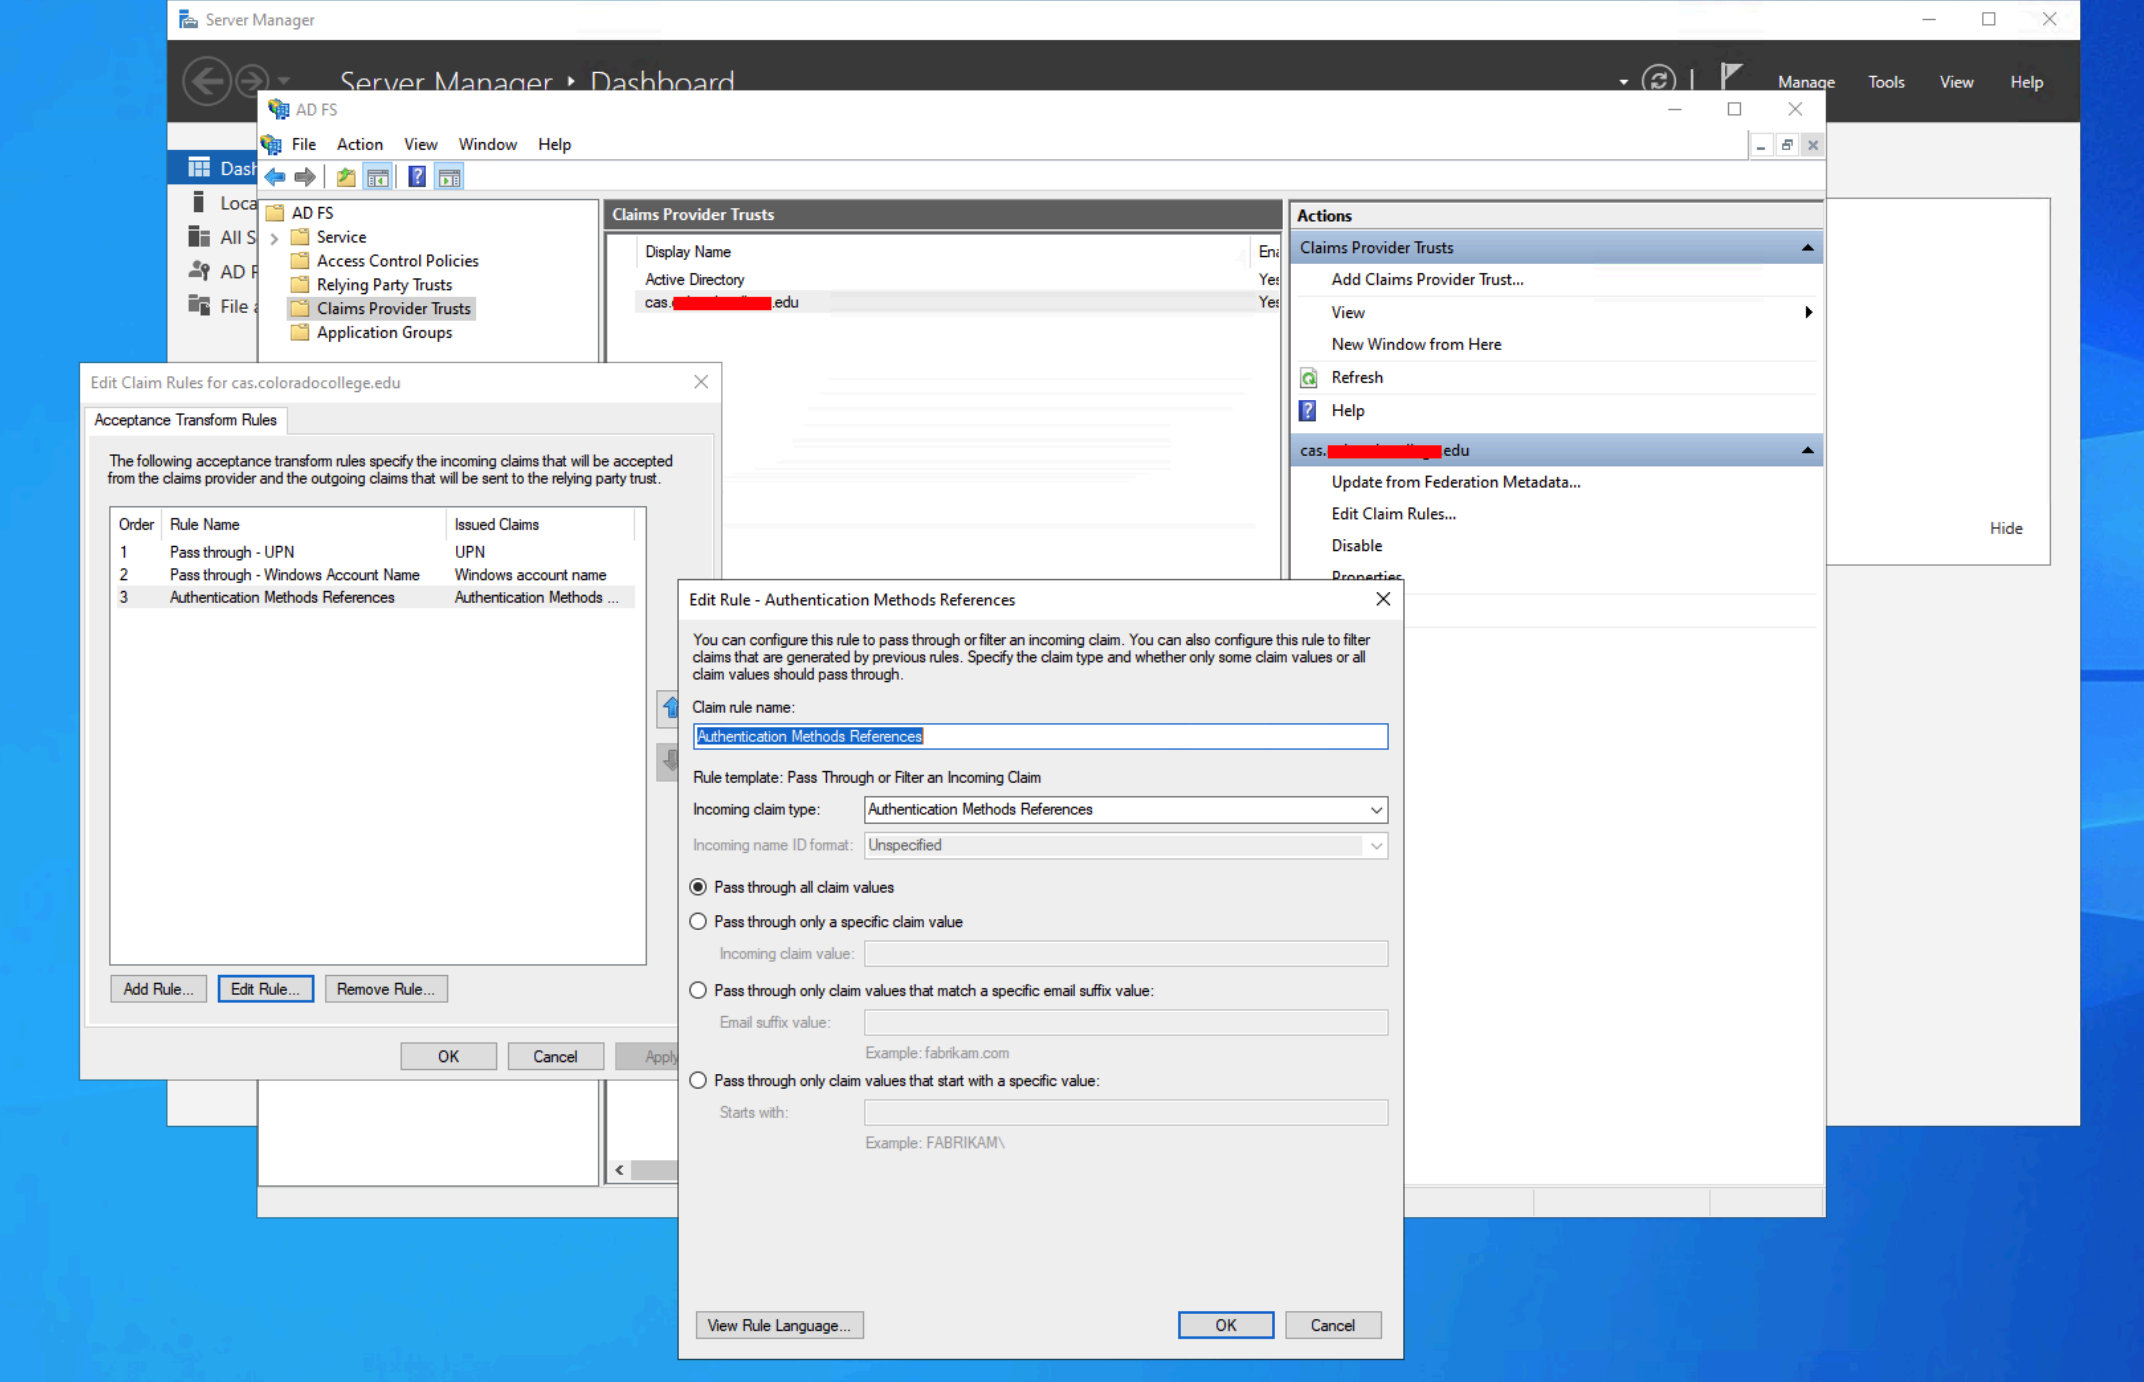 Server Manager
Server Manager • Dashboard
Manage Tools View Help
AD FS
File Action View Window Help
Dash
Loca
All S
AD F
File a
AD FS
Service
Access Control Policies
Relying Party Trusts
Claims Provider Trusts
Application Groups
Claims Provider Trusts
Display Name Ena
Active Directory Yes
cas. .edu Yes
Actions
Claims Provider Trusts
Add Claims Provider Trust...
View
New Window from Here
Refresh
Help
cas. edu
Update from Federation Metadata...
Edit Claim Rules...
Disable
Properties
Hide
Edit Claim Rules for cas.coloradocollege.edu
Acceptance Transform Rules
The following acceptance transform rules specify the incoming claims that will be accepted
from the claims provider and the outgoing claims that will be sent to the relying party trust.
Order Rule Name Issued Claims
1 Pass through - UPN UPN
2 Pass through - Windows Account Name Windows account name
3 Authentication Methods References Authentication Methods ...
Add Rule... Edit Rule... Remove Rule...
OK Cancel Apply
Edit Rule - Authentication Methods References
You can configure this rule to pass through or filter an incoming claim. You can also configure this rule to filter
claims that are generated by previous rules. Specify the claim type and whether only some claim values or all
claim values should pass through.
Claim rule name:
Authentication Methods References
Rule template: Pass Through or Filter an Incoming Claim
Incoming claim type: Authentication Methods References
Incoming name ID format: Unspecified
Pass through all claim values
Pass through only a specific claim value
Incoming claim value:
Pass through only claim values that match a specific email suffix value:
Email suffix value:
Example: fabrikam.com
Pass through only claim values that start with a specific value:
Starts with:
Example: FABRIKAM\
View Rule Language... OK Cancel